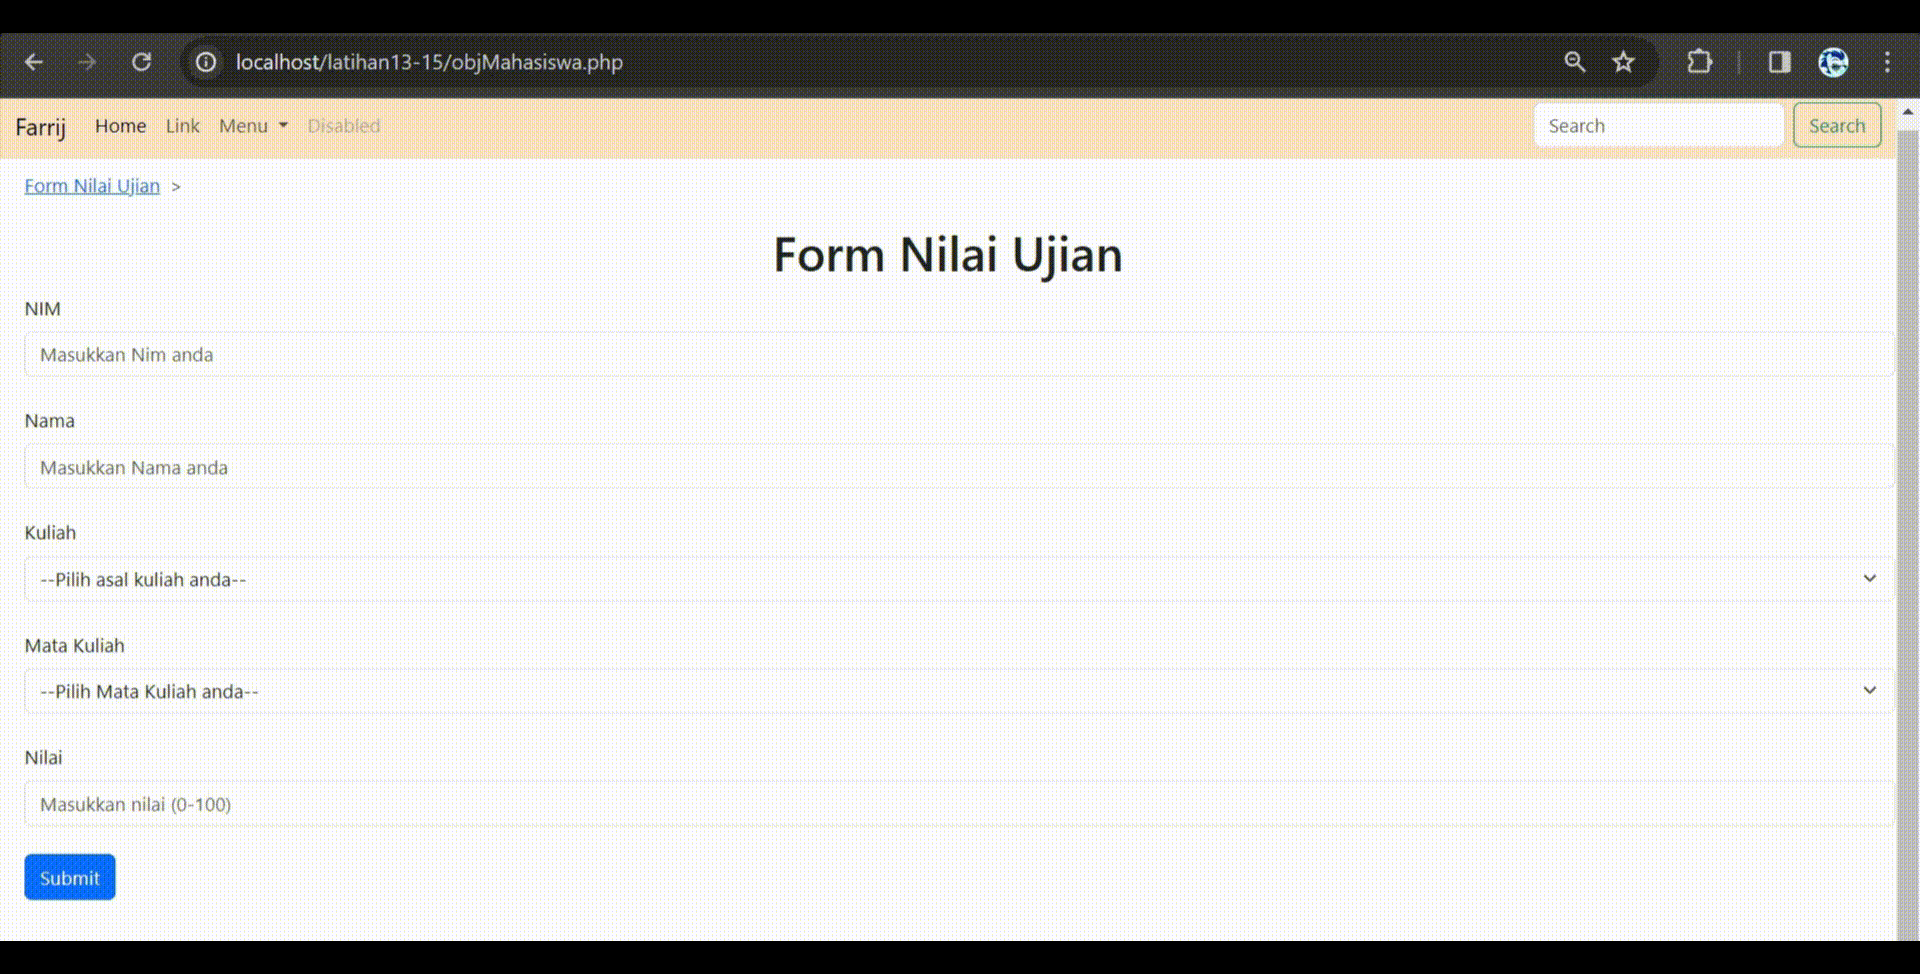 localhost/latihan13-15/objMahasiswa.php
Farrij Home Link Menu Disabled Search Search
Form Nilai Ujian >
Form Nilai Ujian
NIM
Masukkan Nim anda
Nama
Masukkan Nama anda
Kuliah
--Pilih asal kuliah anda--
Mata Kuliah
--Pilih Mata Kuliah anda--
Nilai
Masukkan nilai (0-100)
Submit